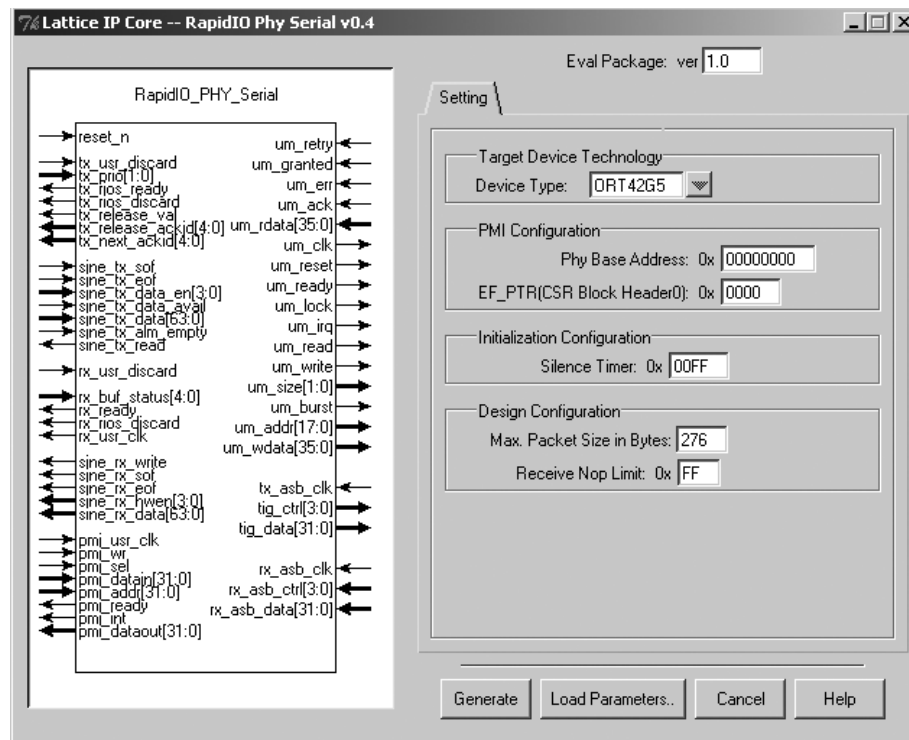 Lattice IP Core -- RapidIO Phy Serial v0.4
RapidIO_PHY_Serial
reset_n
tx_usr_discard
tx_prio[1:0]
tx_rios_ready
tx_rios_discard
tx_release_val
tx_release_ackid[4:0]
tx_next_ackid[4:0]
sine_tx_sof
sine_tx_eof
sine_tx_data_en[3:0]
sine_tx_data_avail
sine_tx_data[63:0]
sine_tx_alm_empty
sine_tx_read
rx_usr_discard
rx_buf_status[4:0]
rx_ready
rx_rios_discard
rx_usr_clk
sine_rx_write
sine_rx_sof
sine_rx_eof
sine_rx_hwen[3:0]
sine_rx_data[63:0]
pmi_usr_clk
pmi_wr
pmi_sel
pmi_datain[31:0]
pmi_addr[31:0]
pmi_ready
pmi_int
pmi_dataout[31:0]
um_retry
um_granted
um_err
um_ack
um_rdata[35:0]
um_clk
um_reset
um_ready
um_lock
um_irq
um_read
um_write
um_size[1:0]
um_burst
um_addr[17:0]
um_wdata[35:0]
tx_asb_clk
tig_ctrl[3:0]
tig_data[31:0]
rx_asb_clk
rx_asb_ctrl[3:0]
rx_asb_data[31:0]
Eval Package: ver 1.0
Setting
Target Device Technology
Device Type: ORT42G5
PMI Configuration
Phy Base Address: 0x 00000000
EF_PTR(CSR Block Header0): 0x 0000
Initialization Configuration
Silence Timer: 0x 00FF
Design Configuration
Max. Packet Size in Bytes: 276
Receive Nop Limit: 0x FF
Generate Load Parameters.. Cancel Help